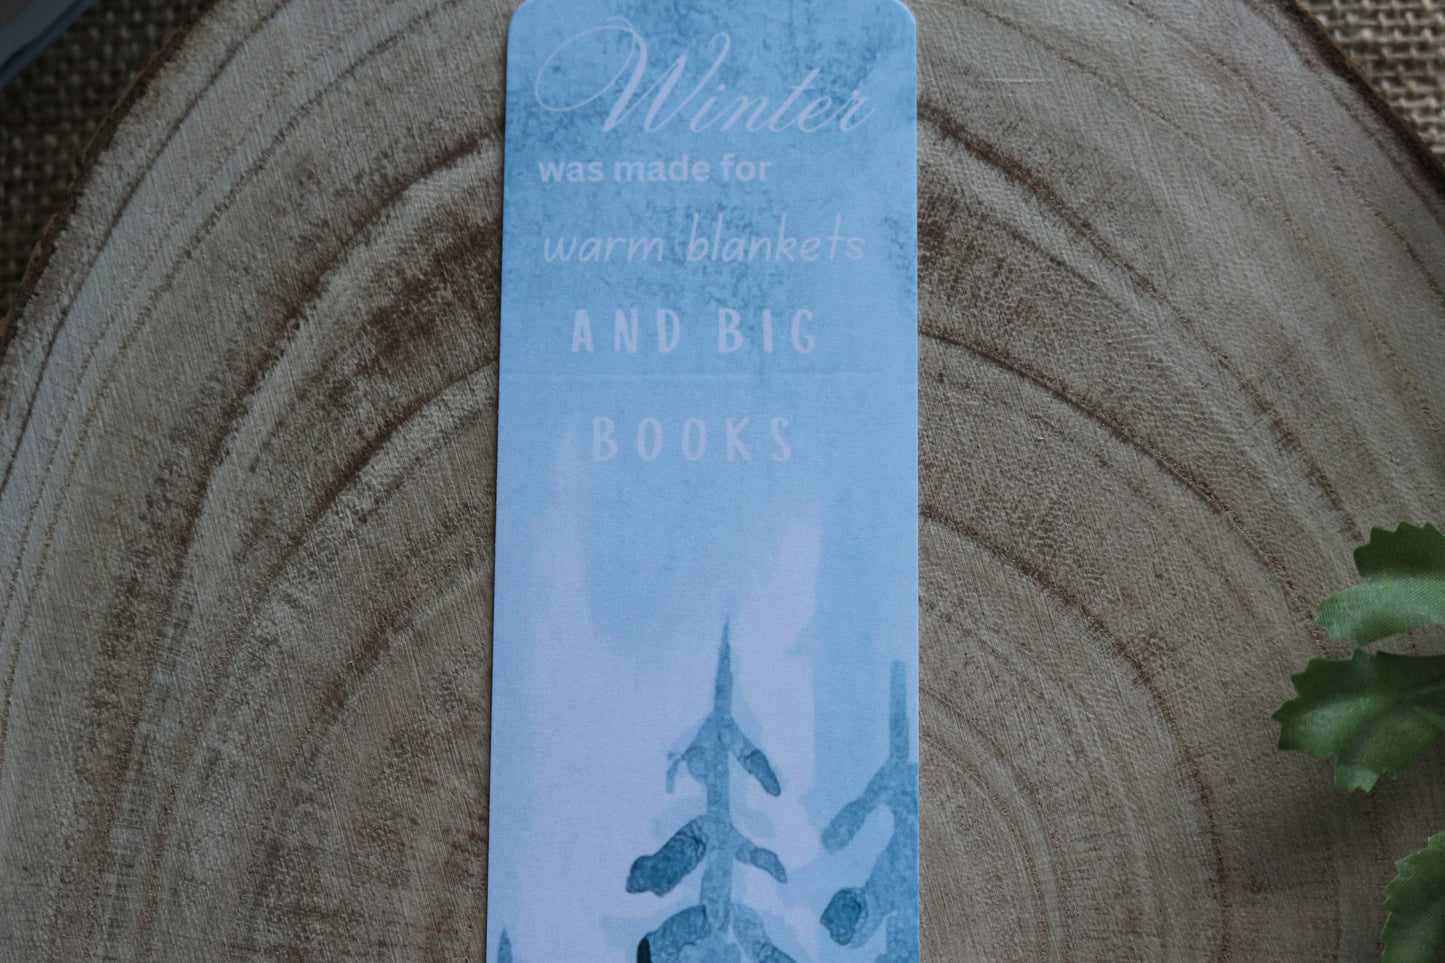 Winter
was made for
warm blankets
AND BIG
BOOKS